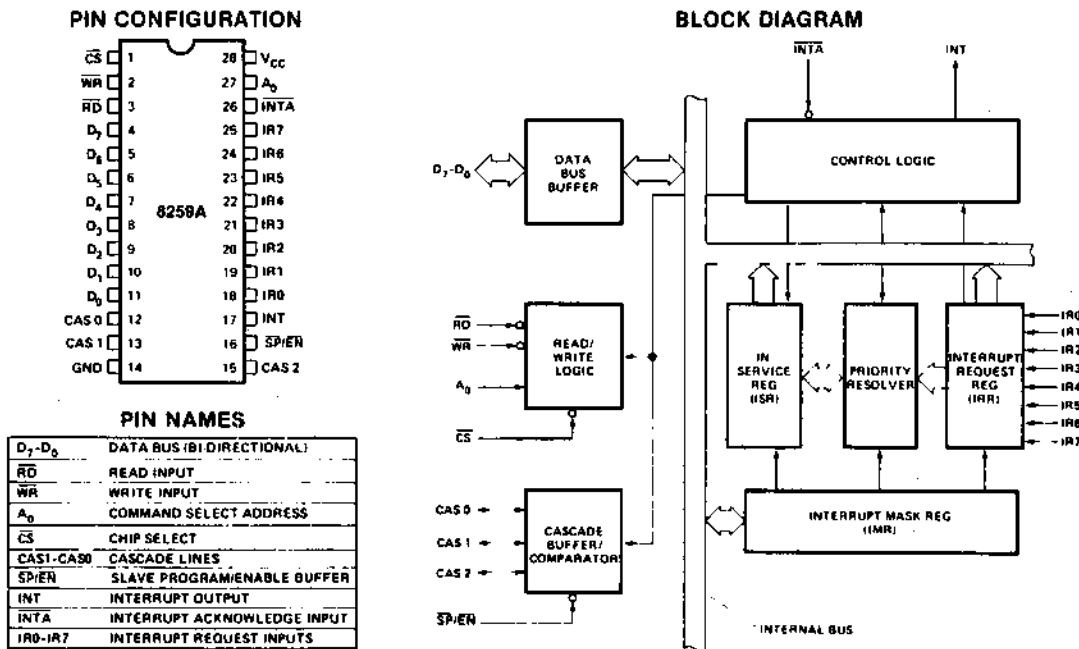 PIN CONFIGURATION
CS 1 28 VCC
WR 2 27 A0
RD 3 26 INTA
D7 4 25 IR7
D6 5 24 IR6
D5 6 23 IR5
D4 7 22 IR4
8259A
D3 8 21 IR3
D2 9 20 IR2
D1 10 19 IR1
D0 11 18 IR0
CAS 0 12 17 INT
CAS 1 13 16 SP/EN
GND 14 15 CAS 2
PIN NAMES
D7-D0 DATA BUS (BI-DIRECTIONAL)
RD READ INPUT
WR WRITE INPUT
A0 COMMAND SELECT ADDRESS
CS CHIP SELECT
CAS1-CAS0 CASCADE LINES
SP/EN SLAVE PROGRAM/ENABLE BUFFER
INT INTERRUPT OUTPUT
INTA INTERRUPT ACKNOWLEDGE INPUT
IR0-IR7 INTERRUPT REQUEST INPUTS
BLOCK DIAGRAM
INTA INT
D7-D0
DATA
BUS
BUFFER
CONTROL LOGIC
RD
WR
A0
CS
READ/
WRITE
LOGIC
IN
SERVICE
REG
(ISR)
PRIORITY
RESOLVER
INTERRUPT
REQUEST
REG
(IRR)
IR0
IR1
IR2
IR3
IR4
IR5
IR6
IR7
CAS 0
CAS 1
CAS 2
CASCADE
BUFFER/
COMPARATOR
SP/EN
INTERRUPT MASK REG
(IMR)
INTERNAL BUS